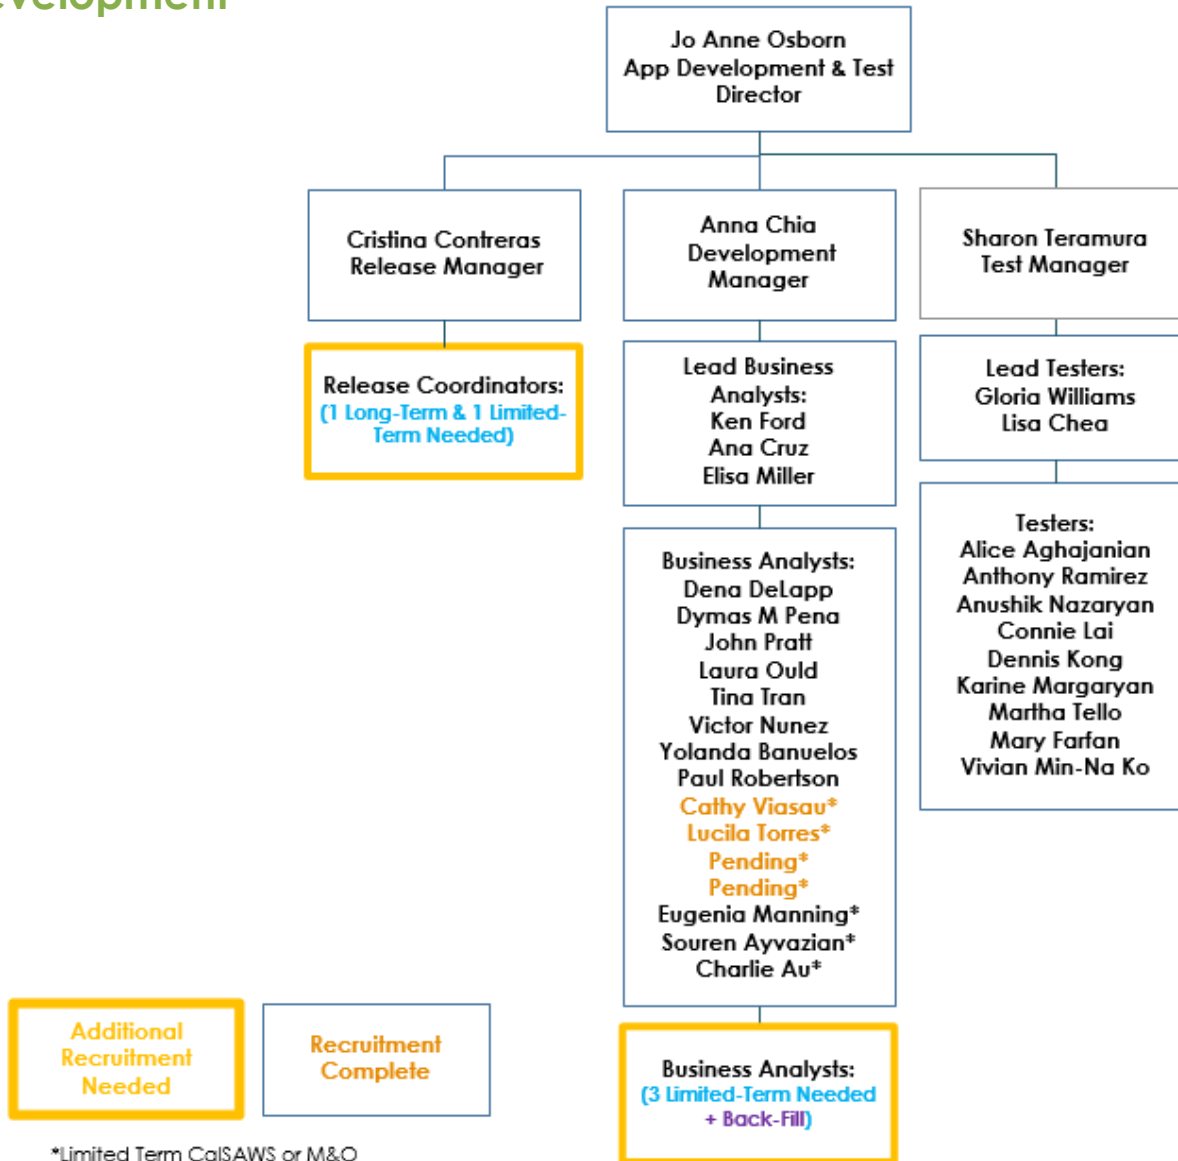 Jo Anne Osborn
App Development & Test
Director
Cristina Contreras
Release Manager
Anna Chia
Development
Manager
Sharon Teramura
Test Manager
Release Coordinators:
(1 Long-Term & 1 Limited-
Term Needed)
Lead Business
Analysts:
Ken Ford
Ana Cruz
Elisa Miller
Lead Testers:
Gloria Williams
Lisa Chea
Business Analysts:
Dena DeLapp
Dymas M Pena
John Pratt
Laura Ould
Tina Tran
Victor Nunez
Yolanda Banuelos
Paul Robertson
Cathy Viasau*
Lucila Torres*
Pending*
Pending*
Eugenia Manning*
Souren Ayvazian*
Charlie Au*
Testers:
Alice Aghajanian
Anthony Ramirez
Anushik Nazaryan
Connie Lai
Dennis Kong
Karine Margaryan
Martha Tello
Mary Farfan
Vivian Min-Na Ko
Additional
Recruitment
Needed
Recruitment
Complete
Business Analysts:
(3 Limited-Term Needed
+ Back-Fill)
*Limited Term CalSAWS or M&O